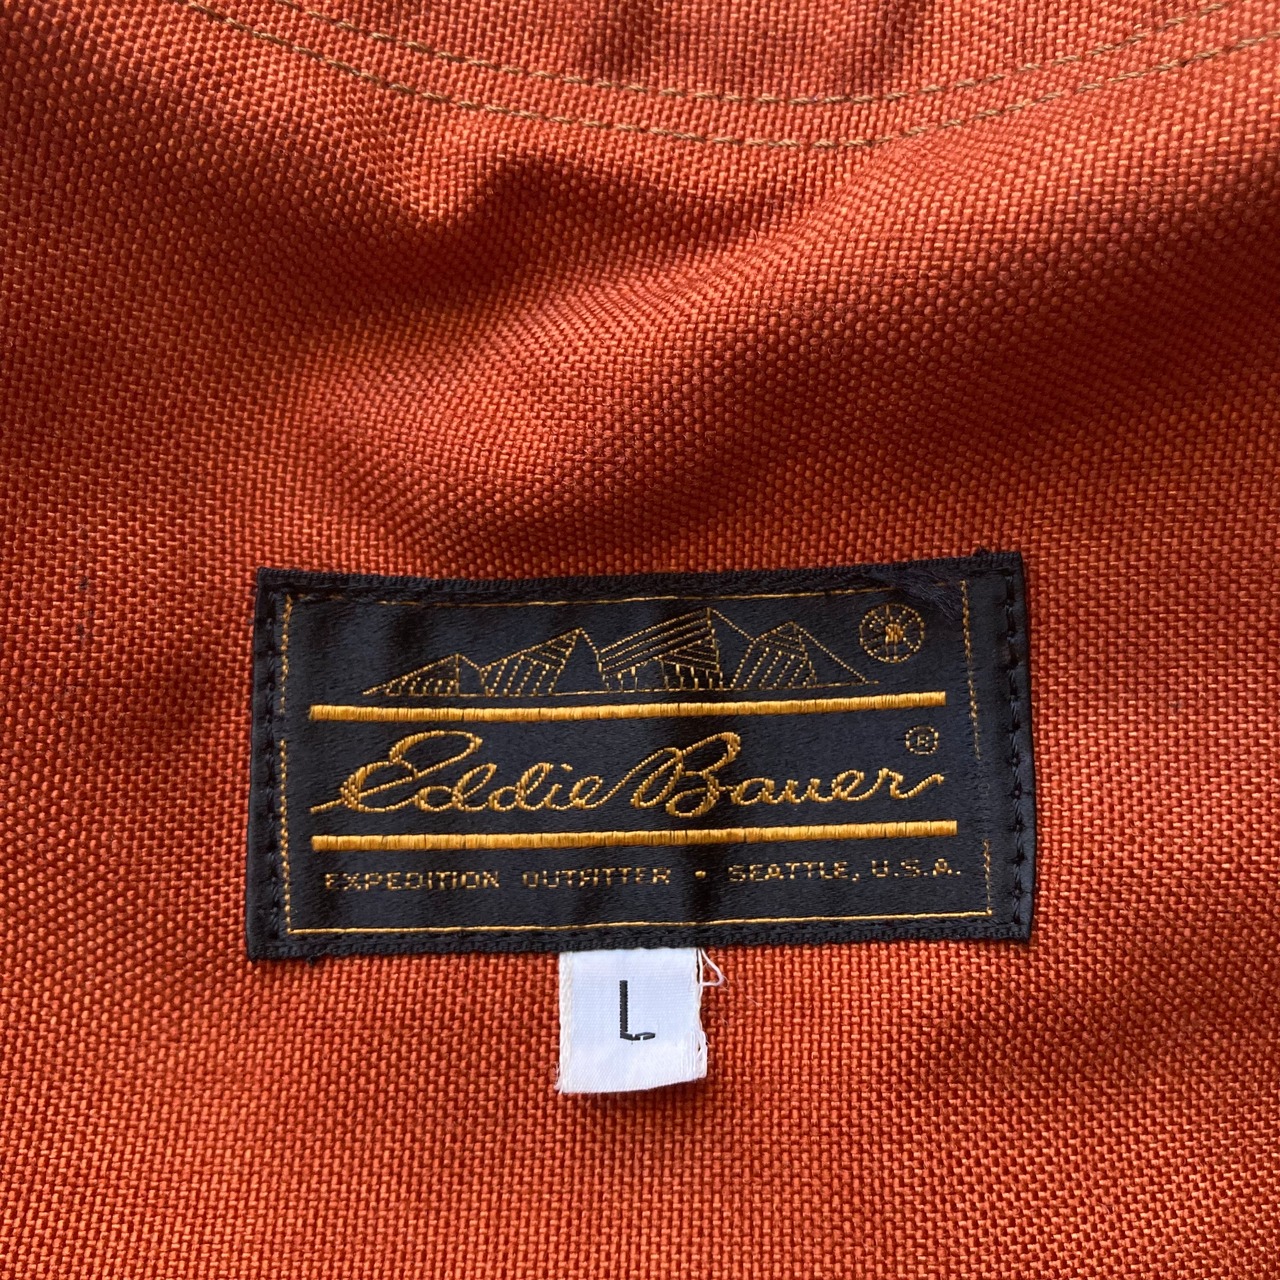 Eddie Bauer ®
EXPEDITION OUTFITTER • SEATTLE, U.S.A.
L